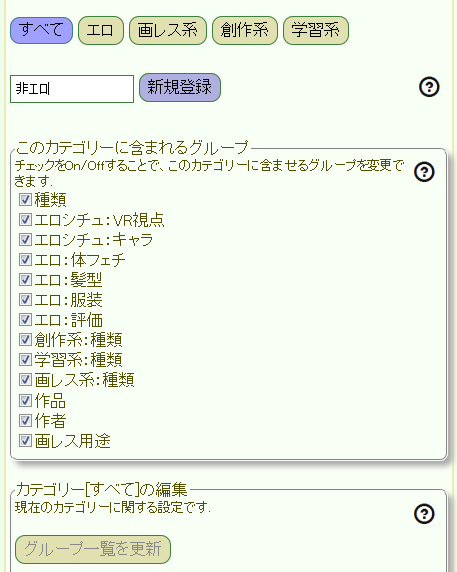 すべて エロ 画レス系 創作系 学習系
非エロ 新規登録
このカテゴリーに含まれるグループ
チェックをOn/Offすることで、このカテゴリーに含ませるグループを変更で
きます.
種類
エロシチュ:VR視点
エロシチュ:キャラ
エロ:体フェチ
エロ:髪型
エロ:服装
エロ:評価
創作系:種類
学習系:種類
画レス系:種類
作品
作者
画レス用途
カテゴリー[すべて]の編集
現在のカテゴリーに関する設定です.
グループ一覧を更新